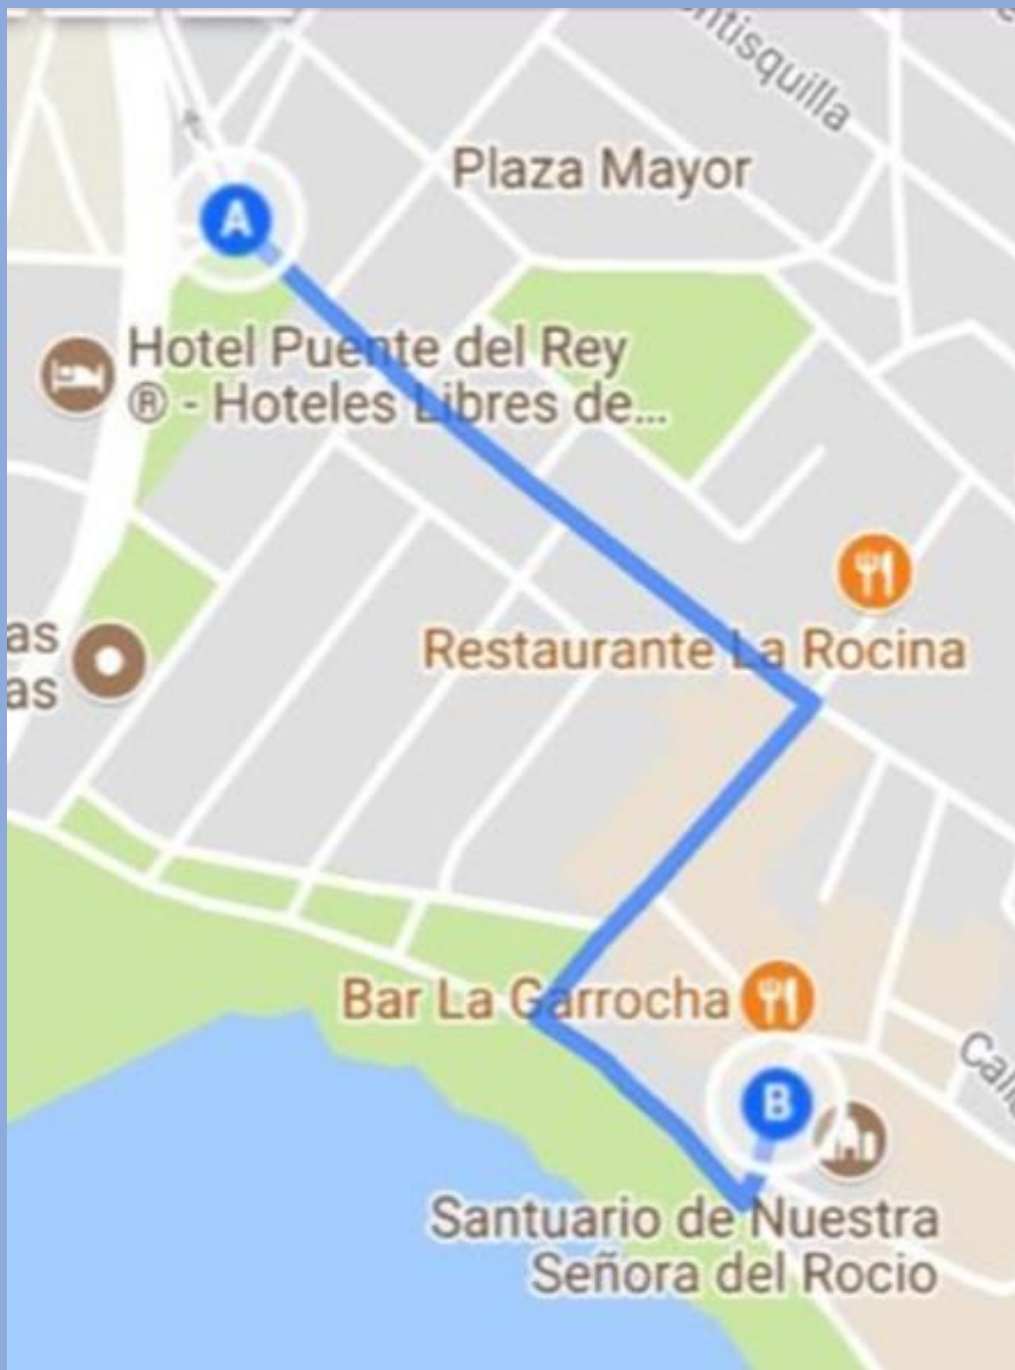 ntisquilla
Plaza Mayor
A
Hotel Puente del Rey
® - Hoteles Libres de...
as
as
Restaurante La Rocina
Bar La Garrocha
B
Santuario de Nuestra
Señora del Rocio